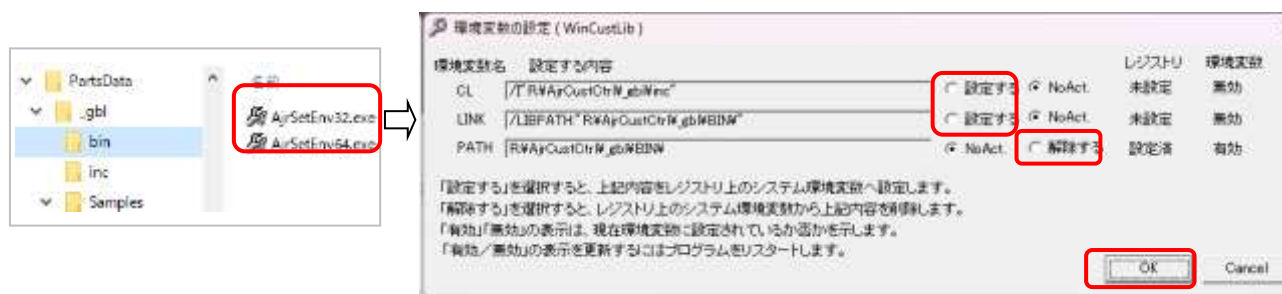 環境変数の設定 ( WinCustLib )
PartsData
_gbl
bin
inc
Samples
名前
AjrSetEnv32.exe
AjrSetEnv64.exe
環境変数名 設定する内容 レジストリ 環境変数
CL 設定する NoAct. 未設定 無効
LINK 設定する NoAct. 未設定 無効
PATH NoAct. 解除する 設定済 有効
「設定する」を選択すると、上記内容をレジストリ上のシステム環境変数へ設定します。
「解除する」を選択すると、レジストリ上のシステム環境変数から上記内容を削除します。
「有効」「無効」の表示は、現在環境変数に設定されているか否かを示します。
「有効／無効」の表示を更新するにはプログラムをリスタートします。
OK Cancel